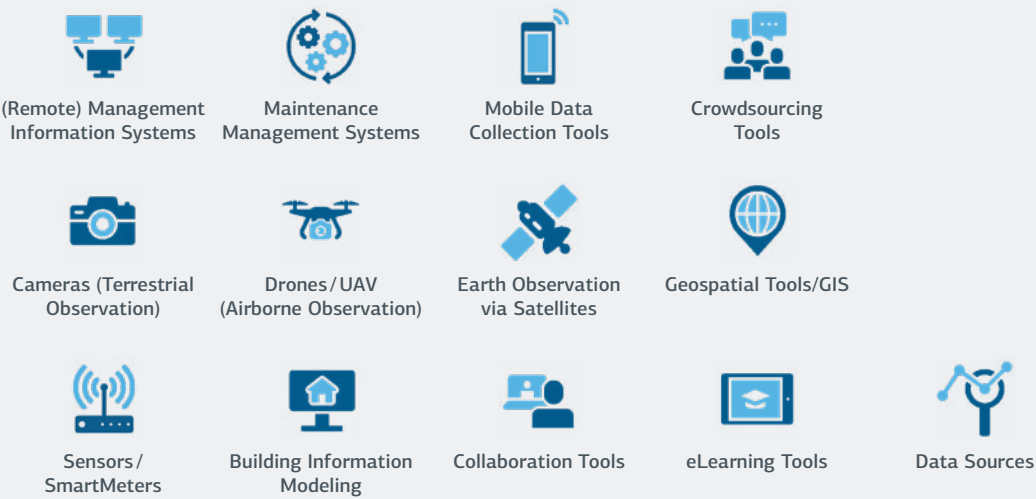 (Remote) Management
Information Systems
Maintenance
Management Systems
Mobile Data
Collection Tools
Crowdsourcing
Tools
Cameras (Terrestrial
Observation)
Drones/UAV
(Airborne Observation)
Earth Observation
via Satellites
Geospatial Tools/GIS
Sensors/
SmartMeters
Building Information
Modeling
Collaboration Tools
eLearning Tools
Data Sources